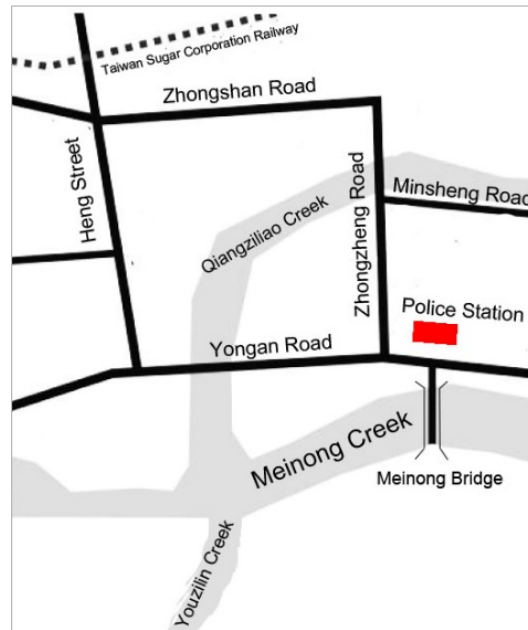 Taiwan Sugar Corporation Railway
Zhongshan Road
Heng Street
Zhongzheng Road
Minsheng Road
Qiangziliao Creek
Police Station
Yongan Road
Meinong Creek
Meinong Bridge
Youzilin Creek